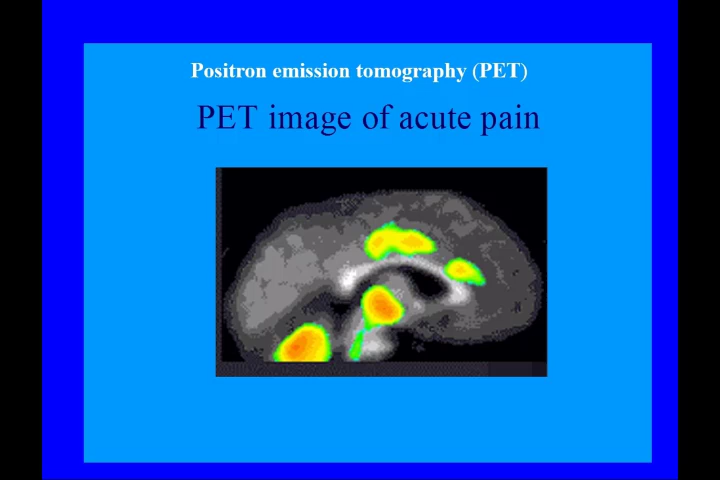 Positron emission tomography (PET)
PET image of acute pain